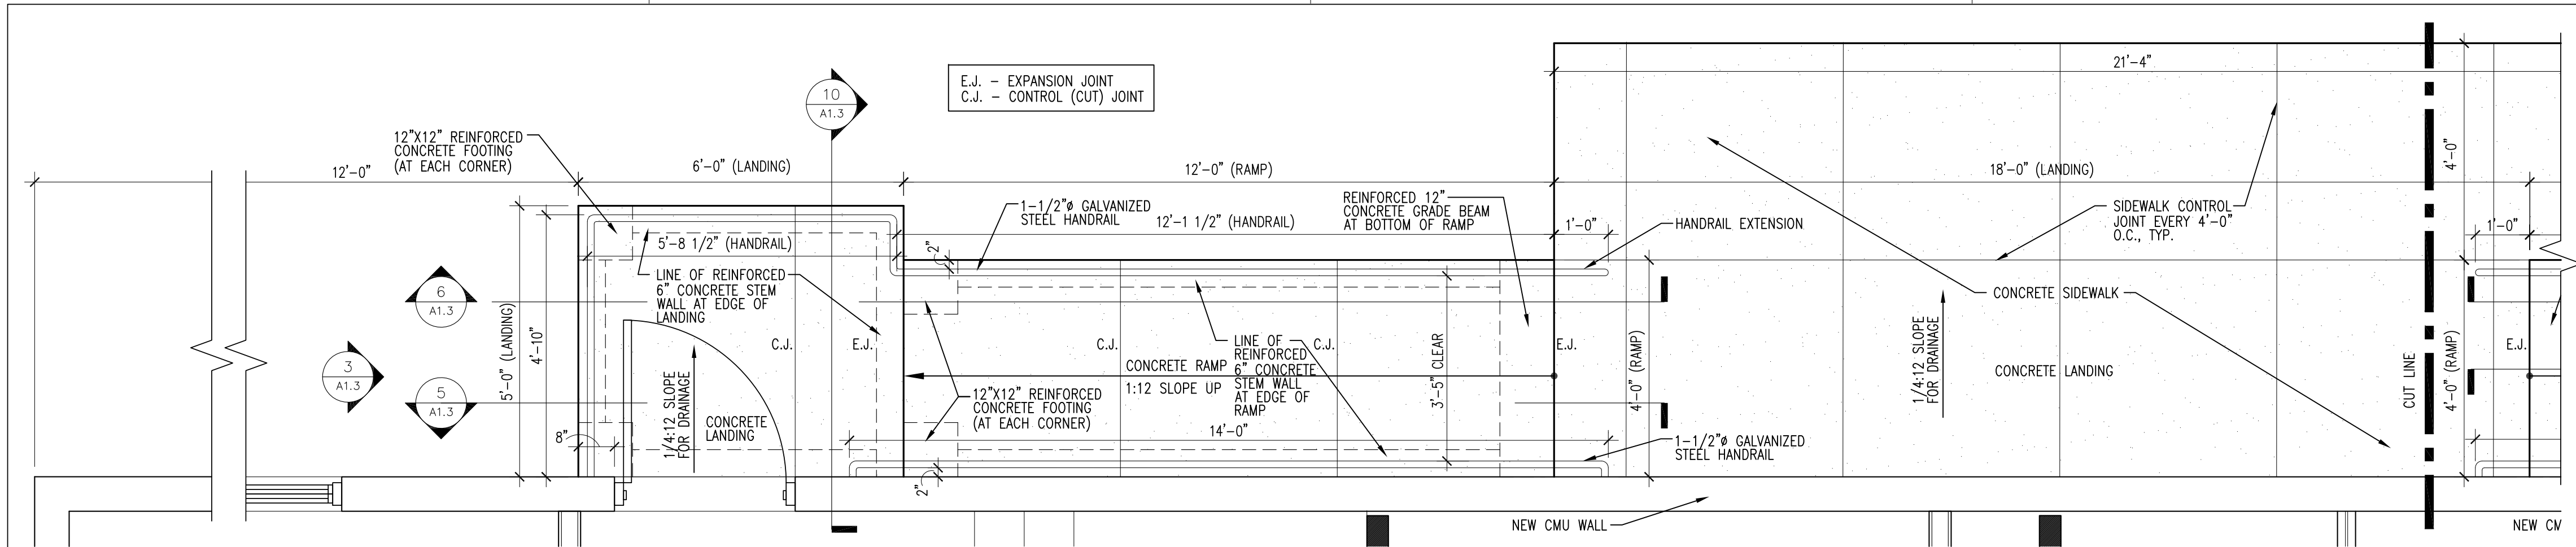 E.J. – EXPANSION JOINT
C.J. – CONTROL (CUT) JOINT
10
A1.3
21'-4"
12"X12" REINFORCED
CONCRETE FOOTING
(AT EACH CORNER)
12'-0"
6'-0" (LANDING)
12'-0" (RAMP)
18'-0" (LANDING)
4'-0"
1-1/2"ø GALVANIZED
STEEL HANDRAIL
12'-1 1/2" (HANDRAIL)
REINFORCED 12"
CONCRETE GRADE BEAM
AT BOTTOM OF RAMP
1'-0"
HANDRAIL EXTENSION
SIDEWALK CONTROL
JOINT EVERY 4'-0"
O.C., TYP.
1'-0"
5'-8 1/2" (HANDRAIL)
2"
LINE OF REINFORCED
6" CONCRETE STEM
WALL AT EDGE OF
LANDING
6
A1.3
CONCRETE SIDEWALK
5'-0" (LANDING)
4'-10"
C.J.
E.J.
C.J.
C.J.
E.J.
E.J.
LINE OF
REINFORCED
6" CONCRETE
STEM WALL
AT EDGE OF
RAMP
CONCRETE RAMP
1:12 SLOPE UP
3'-5" CLEAR
4'-0" (RAMP)
1/4:12 SLOPE
FOR DRAINAGE
CONCRETE LANDING
CUT LINE
4'-0" (RAMP)
3
A1.3
5
A1.3
1/4:12 SLOPE
FOR DRAINAGE
CONCRETE
LANDING
12"X12" REINFORCED
CONCRETE FOOTING
(AT EACH CORNER)
8"
14'-0"
1-1/2"ø GALVANIZED
STEEL HANDRAIL
2"
NEW CMU WALL
NEW CM